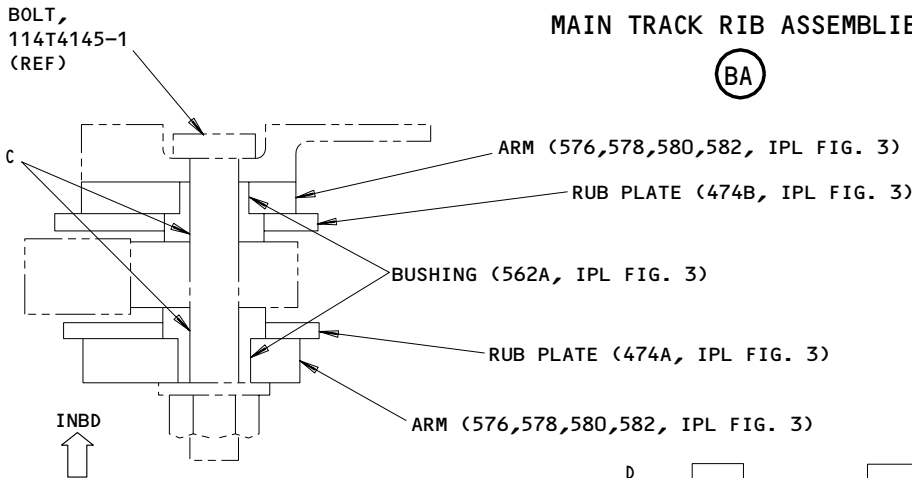 BOLT,
114T4145-1
(REF)
MAIN TRACK RIB ASSEMBLIE
BA
C
ARM (576,578,580,582, IPL FIG. 3)
RUB PLATE (474B, IPL FIG. 3)
BUSHING (562A, IPL FIG. 3)
RUB PLATE (474A, IPL FIG. 3)
ARM (576,578,580,582, IPL FIG. 3)
INBD
D